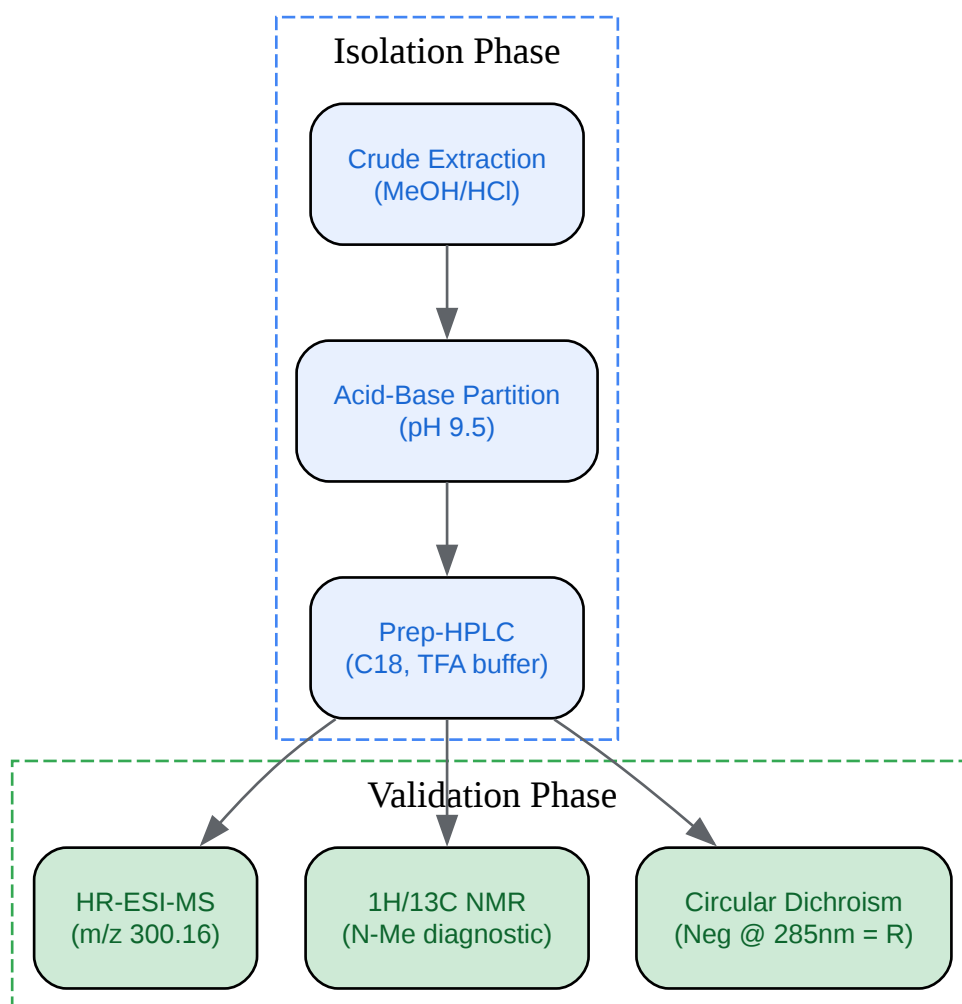 Isolation Phase
Crude Extraction
(MeOH/HCl)
Acid-Base Partition
(pH 9.5)
Prep-HPLC
(C18, TFA buffer)
Validation Phase
HR-ESI-MS
(m/z 300.16)
1H/13C NMR
(N-Me diagnostic)
Circular Dichroism
(Neg @ 285nm = R)